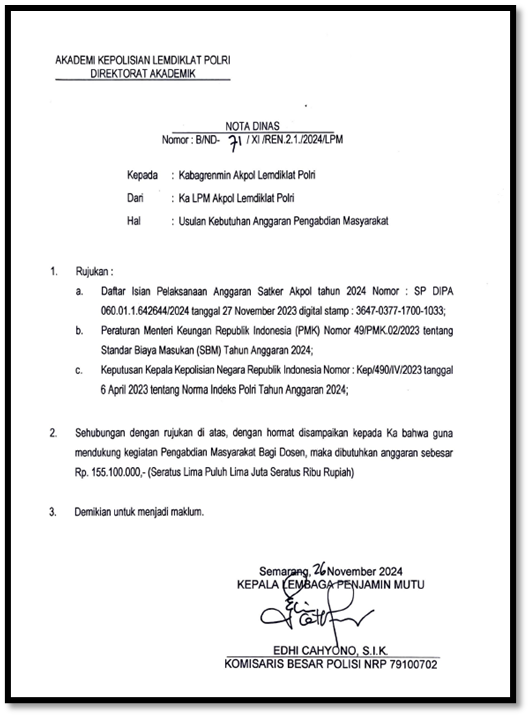 AKADEMI KEPOLISIAN LEMDIKLAT POLRI
DIREKTORAT AKADEMIK
NOTA DINAS
Nomor : B/ND- 71 / XI /REN.2.1./2024/LPM
Kepada : Kabagrenmin Akpol Lemdiklat Polri
Dari : Ka LPM Akpol Lemdiklat Polri
Hal : Usulan Kebutuhan Anggaran Pengabdian Masyarakat
1. Rujukan :
a. Daftar Isian Pelaksanaan Anggaran Satker Akpol tahun 2024 Nomor : SP DIPA
060.01.1.642644/2024 tanggal 27 November 2023 digital stamp : 3647-0377-1700-1033;
b. Peraturan Menteri Keungan Republik Indonesia (PMK) Nomor 49/PMK.02/2023 tentang
Standar Biaya Masukan (SBM) Tahun Anggaran 2024;
c. Keputusan Kepala Kepolisian Negara Republik Indonesia Nomor : Kep/490/IV/2023 tanggal
6 April 2023 tentang Norma Indeks Polri Tahun Anggaran 2024;
2. Sehubungan dengan rujukan di atas, dengan hormat disampaikan kepada Ka bahwa guna
mendukung kegiatan Pengabdian Masyarakat Bagi Dosen, maka dibutuhkan anggaran sebesar
Rp. 155.100.000,- (Seratus Lima Puluh Lima Juta Seratus Ribu Rupiah)
3. Demikian untuk menjadi maklum.
Semarang, 26 November 2024
KEPALA LEMBAGA PENJAMIN MUTU
EDHI CAHYONO, S.I.K.
KOMISARIS BESAR POLISI NRP 79100702